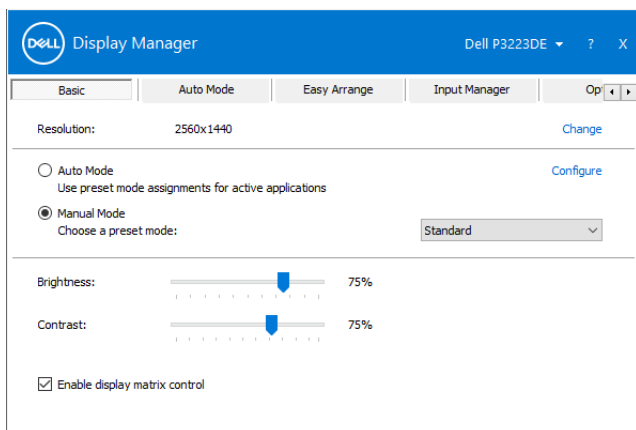 DELL Display Manager Dell P3223DE ? X
Basic Auto Mode Easy Arrange Input Manager Op
Resolution: 2560x1440 Change
Auto Mode Configure
Use preset mode assignments for active applications
Manual Mode
Choose a preset mode: Standard
Brightness: 75%
Contrast: 75%
Enable display matrix control